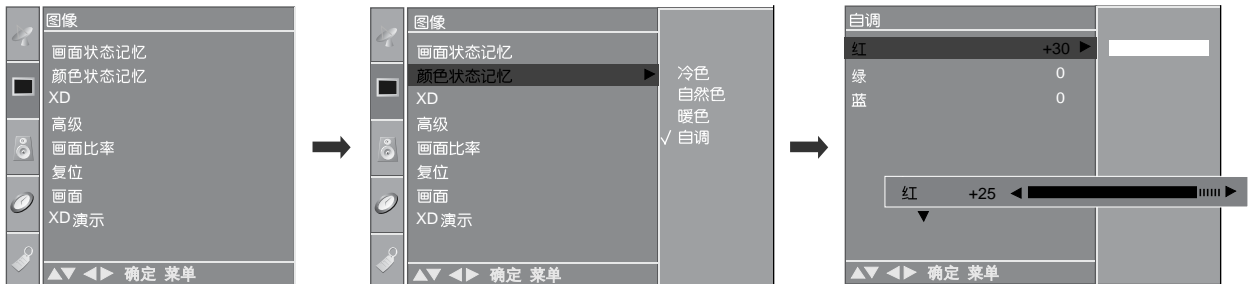 图像
画面状态记忆
颜色状态记忆
XD
高级
画面比率
复位
画面
XD演示
▲▼ ◀▶ 确定 菜单
图像
画面状态记忆
颜色状态记忆 ▶
XD
高级
画面比率
复位
画面
XD演示
▲▼ ◀▶ 确定 菜单
冷色
自然色
暖色
√ 自调
自调
红 +30 ▶
绿 0
蓝 0
红 +25 ◀ ▶
▼
▲▼ ◀▶ 确定 菜单